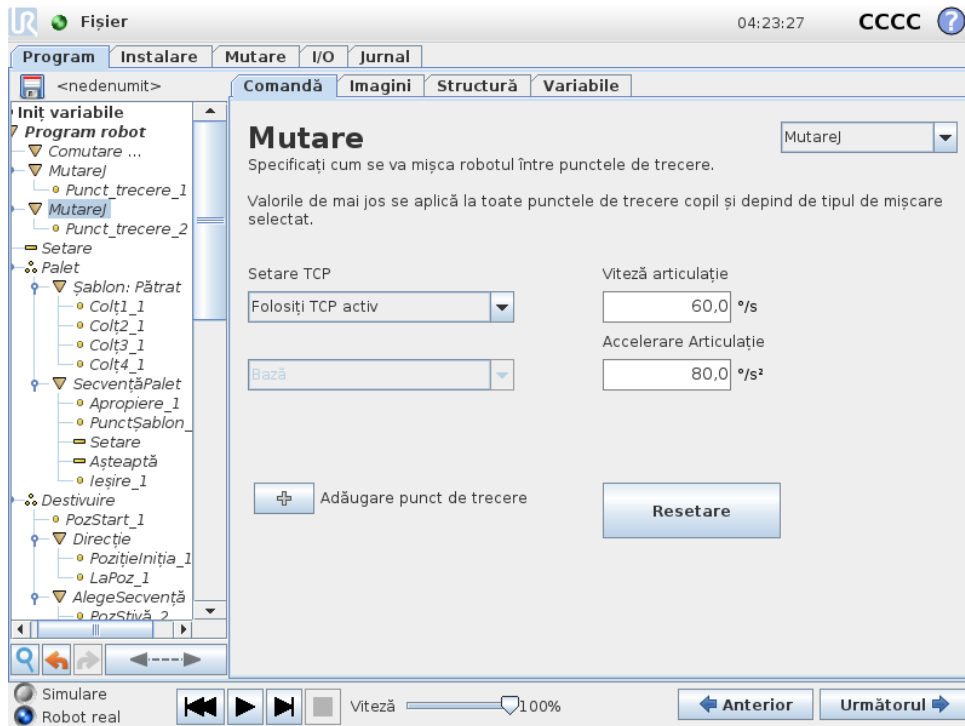 UR Fișier 04:23:27 CCCC ?
Program Instalare Mutare I/O Jurnal
<nedenumit>
Comandă Imagini Structură Variabile
Iniț variabile
Program robot
Comutare ...
MutareJ
Punct_trecere_1
MutareJ
Punct_trecere_2
Setare
Palet
Șablon: Pătrat
Colț1_1
Colț2_1
Colț3_1
Colț4_1
SecvențăPalet
Apropiere_1
PunctȘablon_
Setare
Așteaptă
Ieșire_1
Destivuire
PozStart_1
Direcție
PozițieIniția_1
LaPoz_1
AlegeSecvență
PozStivă_2
Mutare
MutareJ
Specificați cum se va mișca robotul între punctele de trecere.
Valorile de mai jos se aplică la toate punctele de trecere copil și depind de tipul de mișcare
selectat.
Setare TCP
Folosiți TCP activ
Bază
Viteză articulație
60,0 °/s
Accelerare Articulație
80,0 °/s²
Adăugare punct de trecere
Resetare
Simulare
Robot real
Viteză 100%
Anterior Următorul